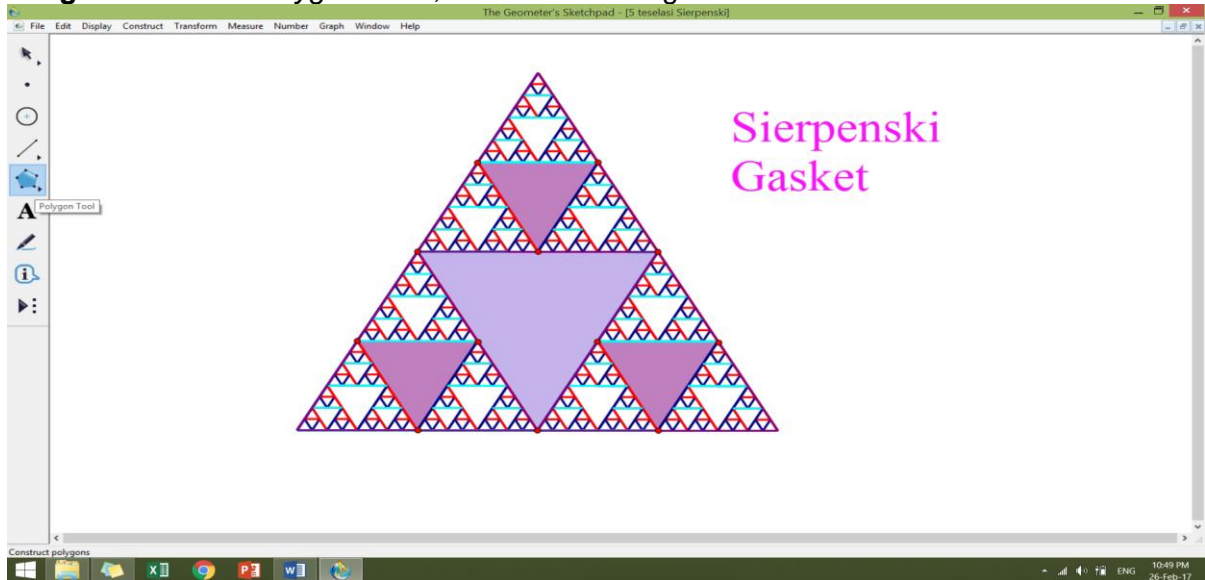 The Geometer's Sketchpad - [5 teselasi Sierpenski]
File Edit Display Construct Transform Measure Number Graph Window Help
Sierpenski
Gasket
A
Polygon Tool
Construct polygons
ENG
10:49 PM
26-Feb-17